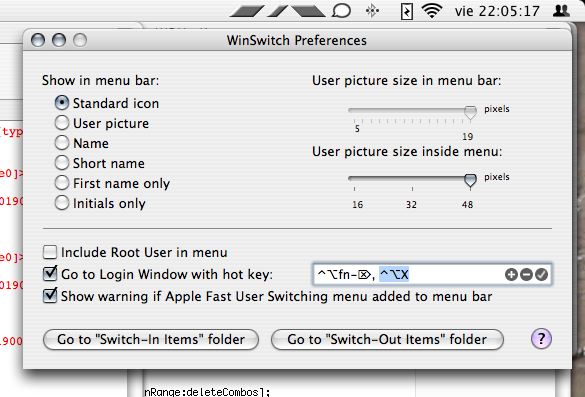 vie 22:05:17
WinSwitch Preferences
Show in menu bar:
Standard icon
User picture
Name
Short name
First name only
Initials only
User picture size in menu bar:
pixels
5 19
User picture size inside menu:
pixels
16 32 48
Include Root User in menu
Go to Login Window with hot key: ^⌥fn-⌦, ^⌥X
Show warning if Apple Fast User Switching menu added to menu bar
Go to "Switch-In Items" folder Go to "Switch-Out Items" folder ?
[typ
e0]>
0190
e0]>
0190
e0]>
0190
1900
nRange:deleteCombos];